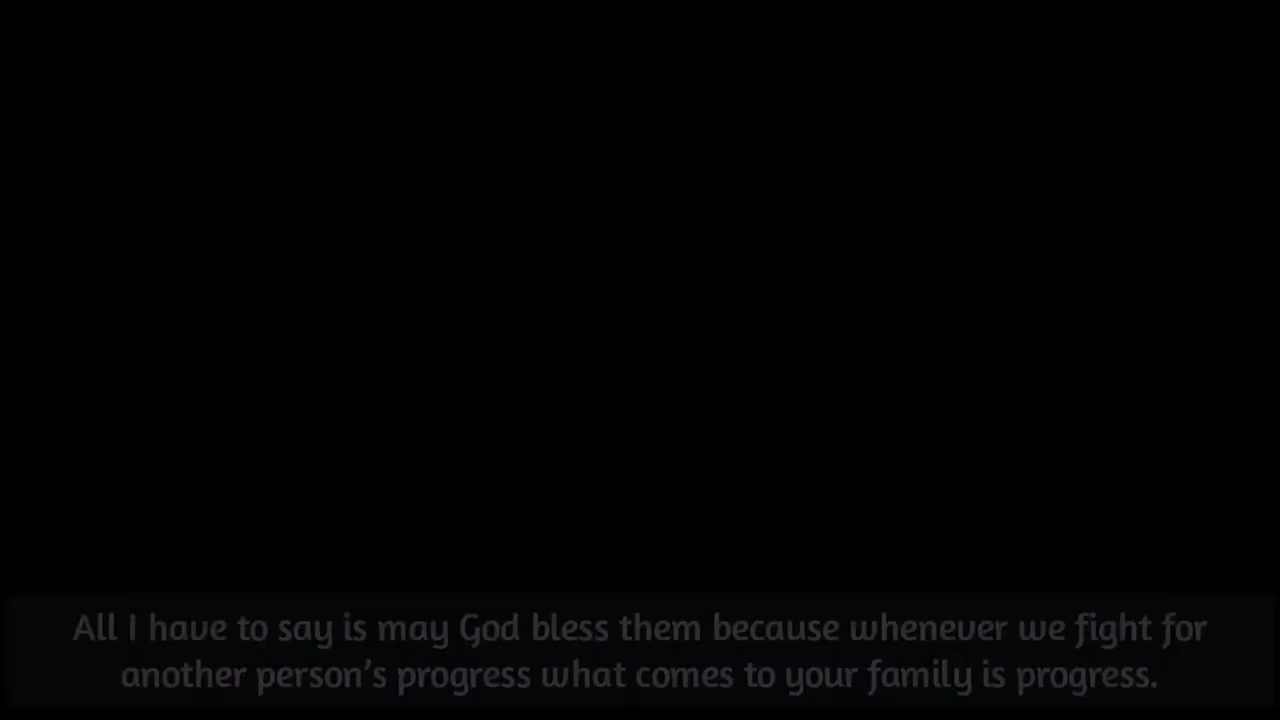 All I have to say is may God bless them because whenever we fight for
another person’s progress what comes to your family is progress.